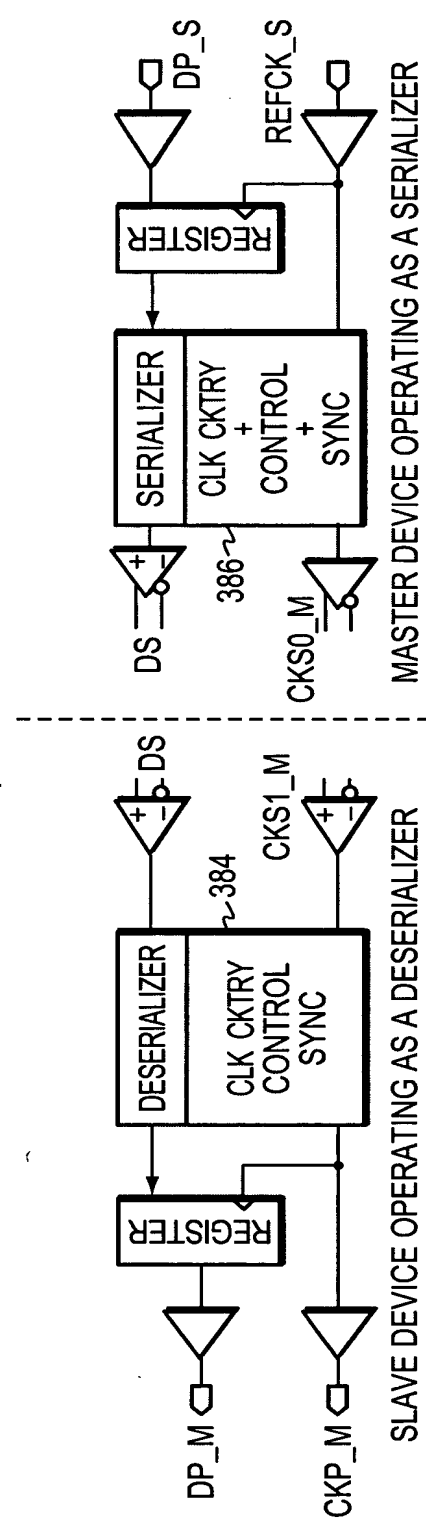 DP_M
CKP_M
REGISTER
DESERIALIZER
CLK CKTRY
CONTROL
SYNC
384
+
−
DS
CKS1_M
+
−
SLAVE DEVICE OPERATING AS A DESERIALIZER
DS
+
−
CKS0_M
386
SERIALIZER
CLK CKTRY
+
CONTROL
+
SYNC
REGISTER
DP_S
REFCK_S
MASTER DEVICE OPERATING AS A SERIALIZER